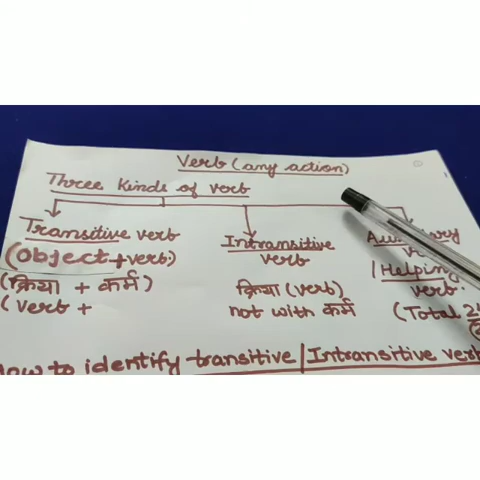 Verb (any action)
Three kinds of verb
Transitive verb
(Object + verb)
(क्रिया + कर्म)
(verb +
Intransitive
verb
क्रिया (verb)
not with कर्म
/Helping
verb
(Total
How to identify transitive / Intransitive verb